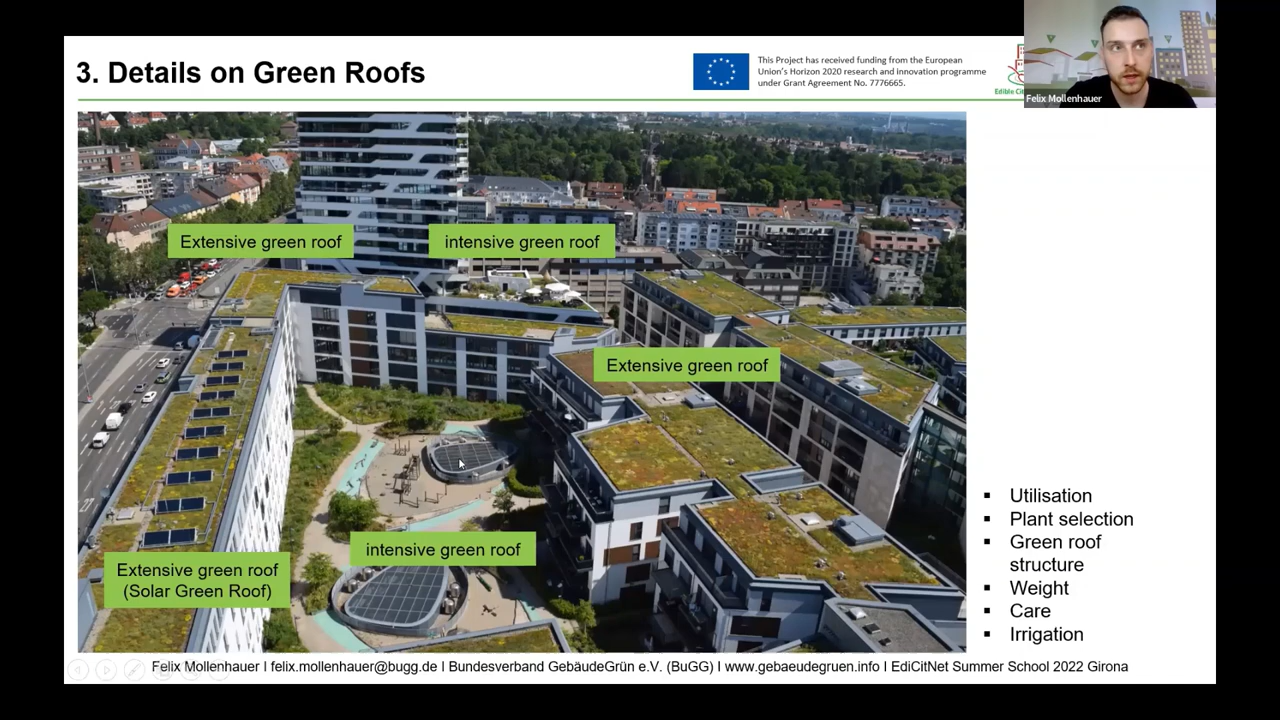 3. Details on Green Roofs
This Project has received funding from the European
Union's Horizon 2020 research and innovation programme
under Grant Agreement No. 7776665.
Edible Ci
Felix Mollenhauer
Extensive green roof
intensive green roof
Extensive green roof
intensive green roof
Extensive green roof
(Solar Green Roof)
▪ Utilisation
▪ Plant selection
▪ Green roof
structure
▪ Weight
▪ Care
▪ Irrigation
Felix Mollenhauer I felix.mollenhauer@bugg.de I Bundesverband GebäudeGrün e.V. (BuGG) I www.gebaeudegruen.info I EdiCitNet Summer School 2022 Girona